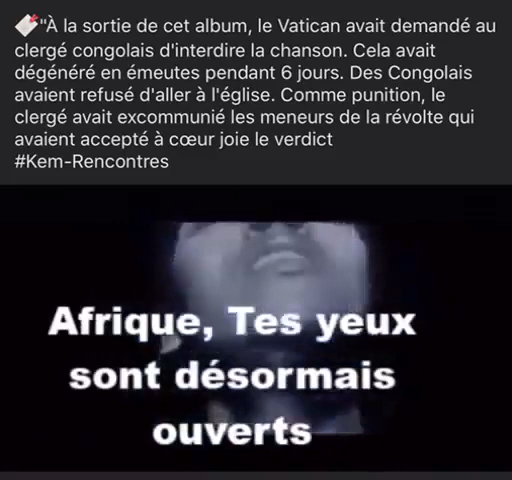 "À la sortie de cet album, le Vatican avait demandé au
clergé congolais d'interdire la chanson. Cela avait
dégénéré en émeutes pendant 6 jours. Des Congolais
avaient refusé d'aller à l'église. Comme punition, le
clergé avait excommunié les meneurs de la révolte qui
avaient accepté à cœur joie le verdict
#Kem-Rencontres
Afrique, Tes yeux
sont désormais
ouverts